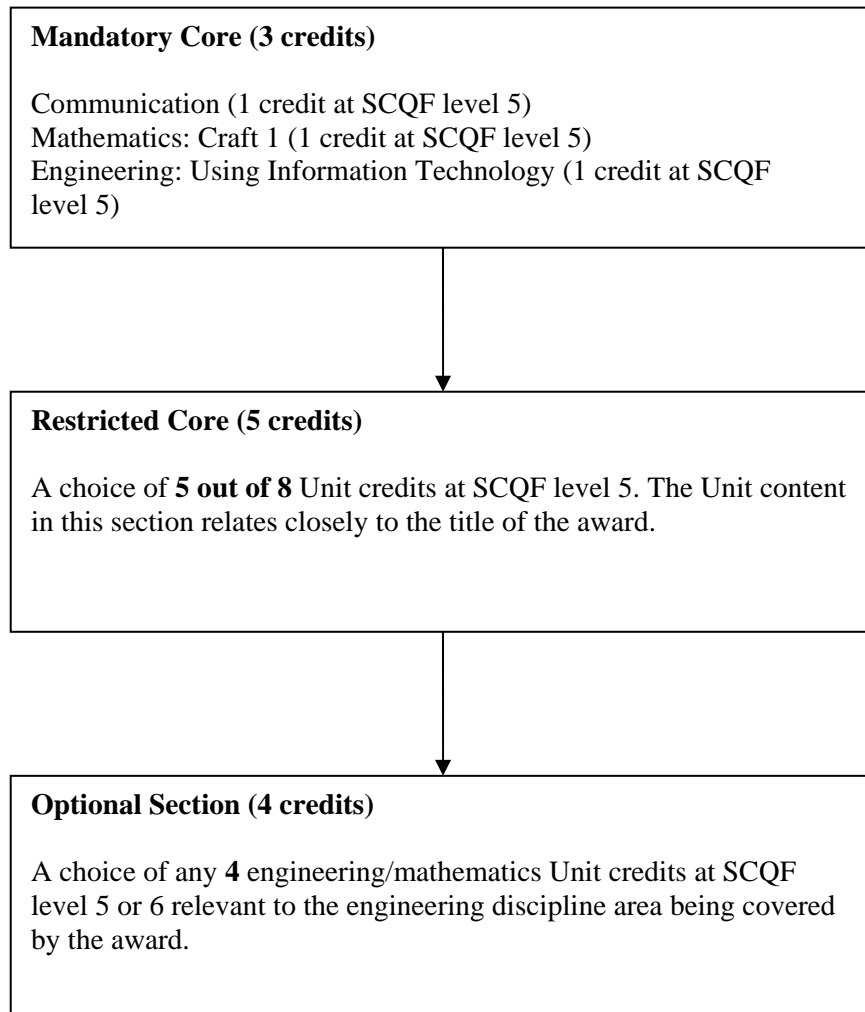 Mandatory Core (3 credits)
Communication (1 credit at SCQF level 5)
Mathematics: Craft 1 (1 credit at SCQF level 5)
Engineering: Using Information Technology (1 credit at SCQF
level 5)
Restricted Core (5 credits)
A choice of 5 out of 8 Unit credits at SCQF level 5. The Unit content
in this section relates closely to the title of the award.
Optional Section (4 credits)
A choice of any 4 engineering/mathematics Unit credits at SCQF
level 5 or 6 relevant to the engineering discipline area being covered
by the award.